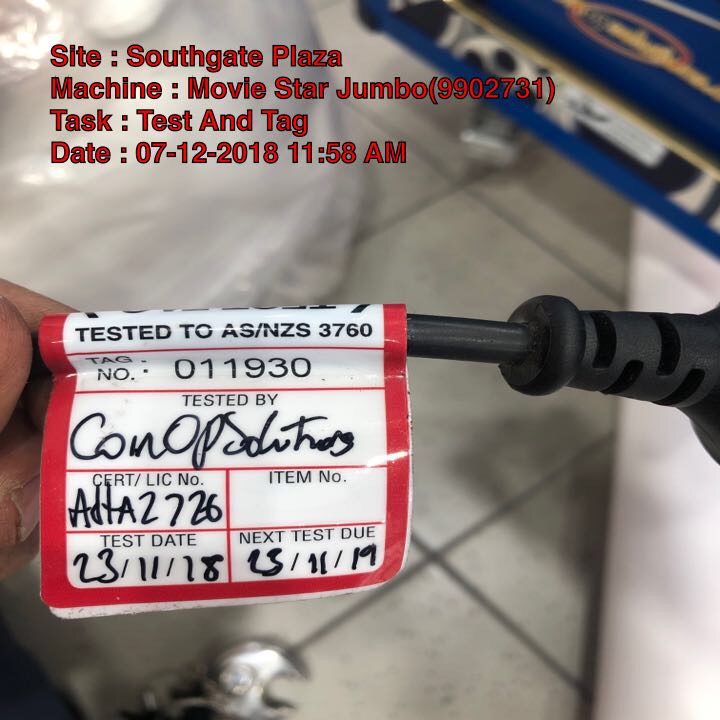 Site : Southgate Plaza
Machine : Movie Star Jumbo(9902731)
Task : Test And Tag
Date : 07-12-2018 11:58 AM
TESTED TO AS/NZS 3760
TAG NO. : 011930
TESTED BY
ComOpSolutions
CERT/ LIC No. ITEM No.
AHA2726
TEST DATE NEXT TEST DUE
23/11/18 23/11/19